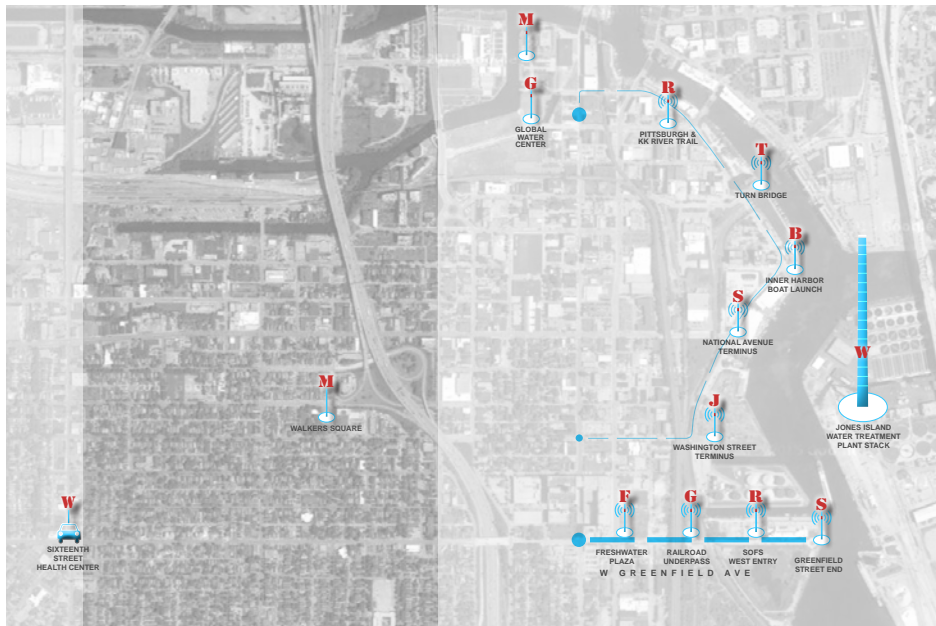 M
G
GLOBAL
WATER
CENTER
R
PITTSBURGH &
KK RIVER TRAIL
T
TURN BRIDGE
B
INNER HARBOR
BOAT LAUNCH
S
NATIONAL AVENUE
TERMINUS
W
JONES ISLAND
WATER TREATMENT
PLANT STACK
M
WALKERS SQUARE
J
WASHINGTON STREET
TERMINUS
W
SIXTEENTH
STREET
HEALTH CENTER
F
FRESHWATER
PLAZA
G
RAILROAD
UNDERPASS
R
SOFS
WEST ENTRY
S
GREENFIELD
STREET END
W GREENFIELD AVE